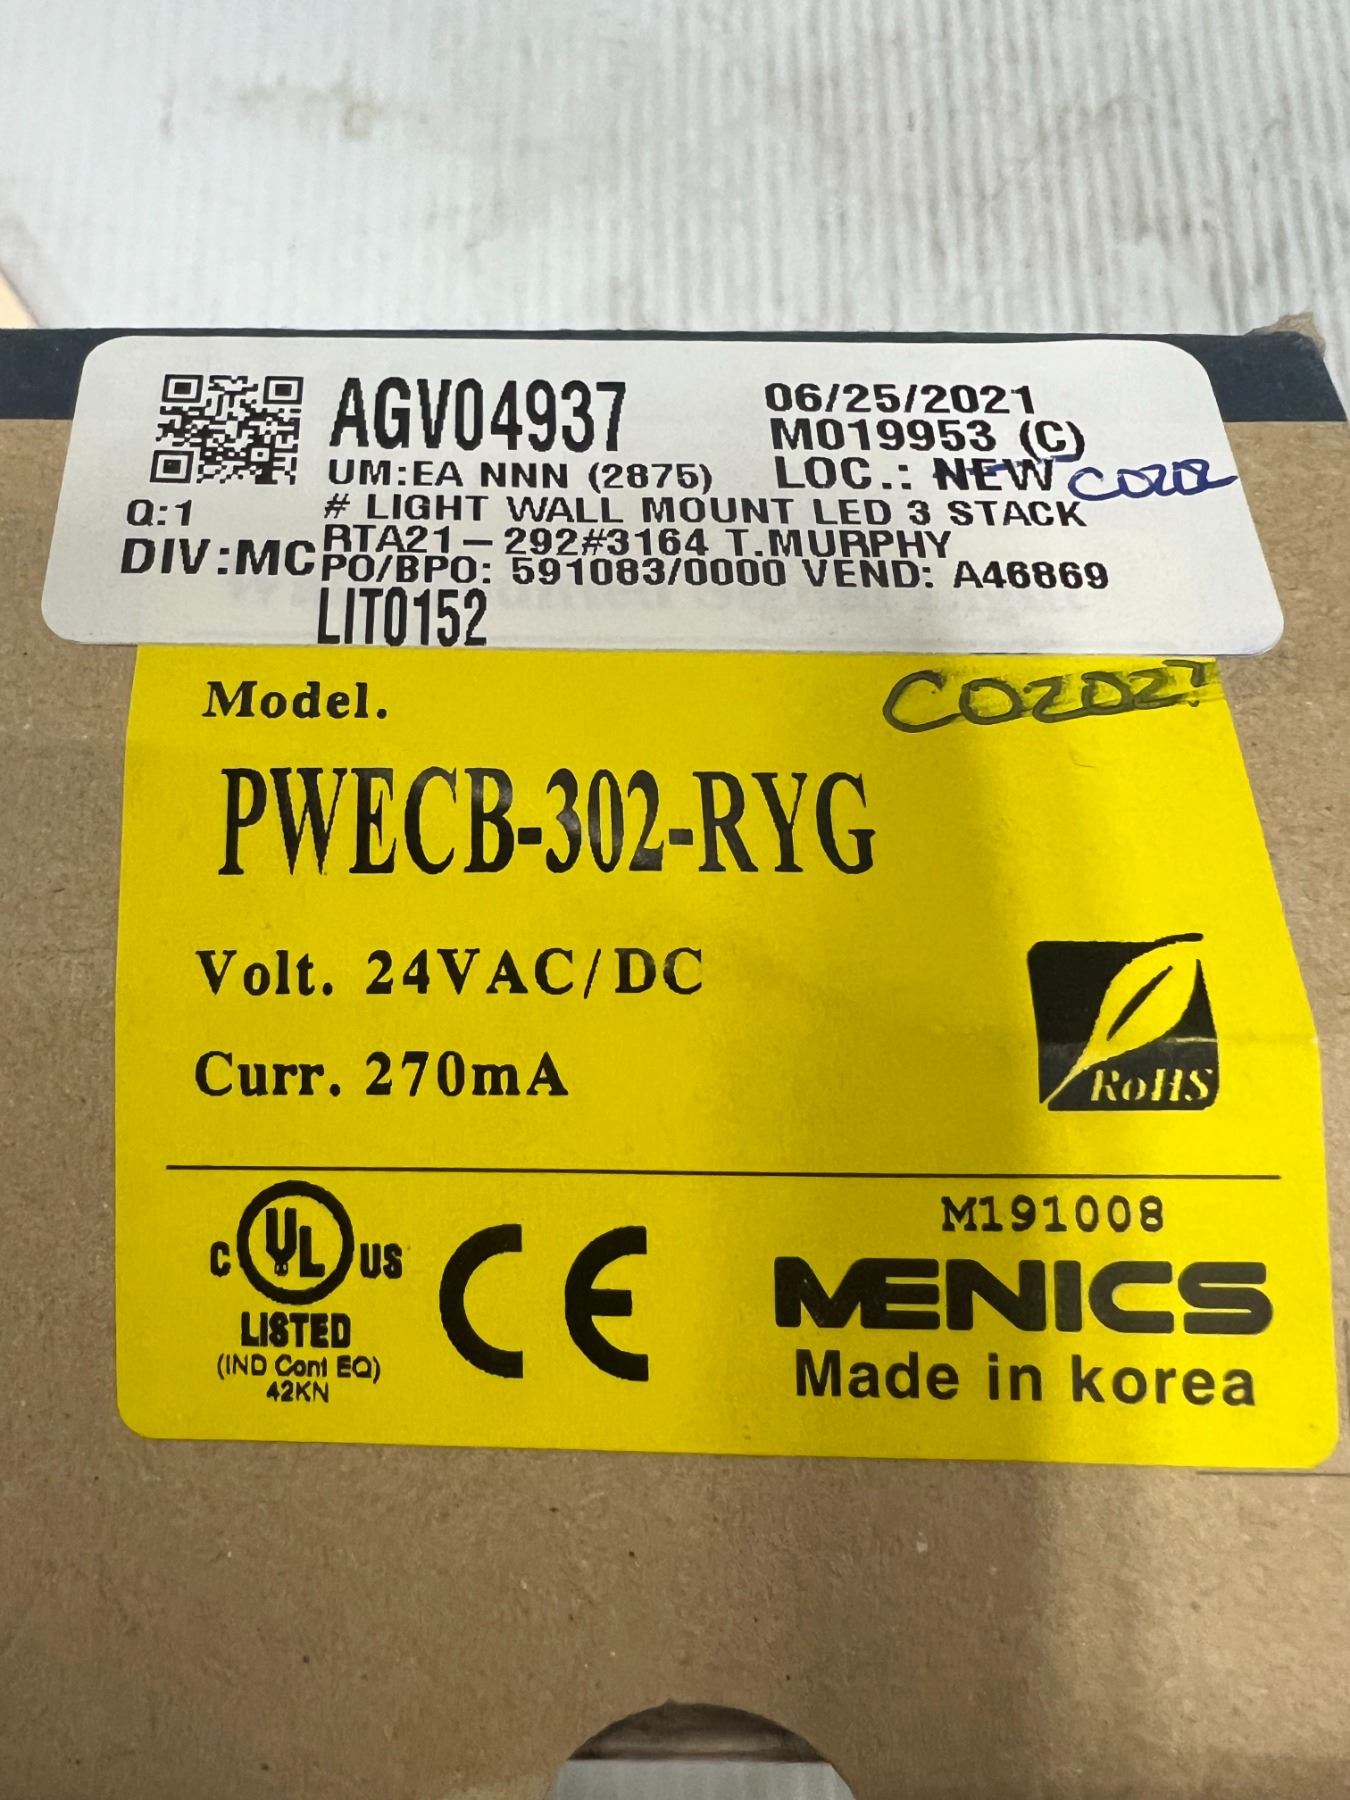 AGV04937
06/25/2021
M019953 (C)
UM:EA NNN (2875)
LOC.: NEW C0202
Q:1
# LIGHT WALL MOUNT LED 3 STACK
RTA21-292#3164 T.MURPHY
DIV:MC
PO/BPO: 591083/0000 VEND: A46869
LIT0152
Model.
PWECB-302-RYG
Volt. 24VAC/DC
Curr. 270mA
RoHS
C UL US
LISTED
(IND Cont EQ)
42KN
CE
M191008
MENICS
Made in korea